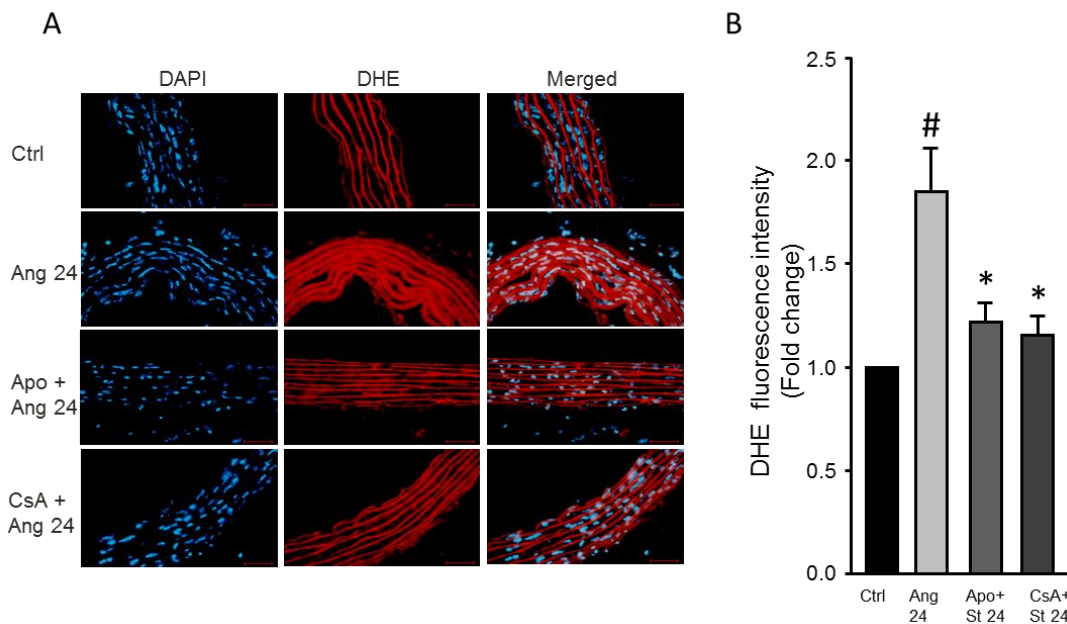 A
DAPI DHE Merged
Ctrl
Ang 24
Apo +
Ang 24
CsA +
Ang 24
B
DHE fluorescence intensity
(Fold change)
2.5
2.0
1.5
1.0
0.5
0.0
#
*
*
Ctrl Ang Apo+ CsA+
24 St 24 St 24